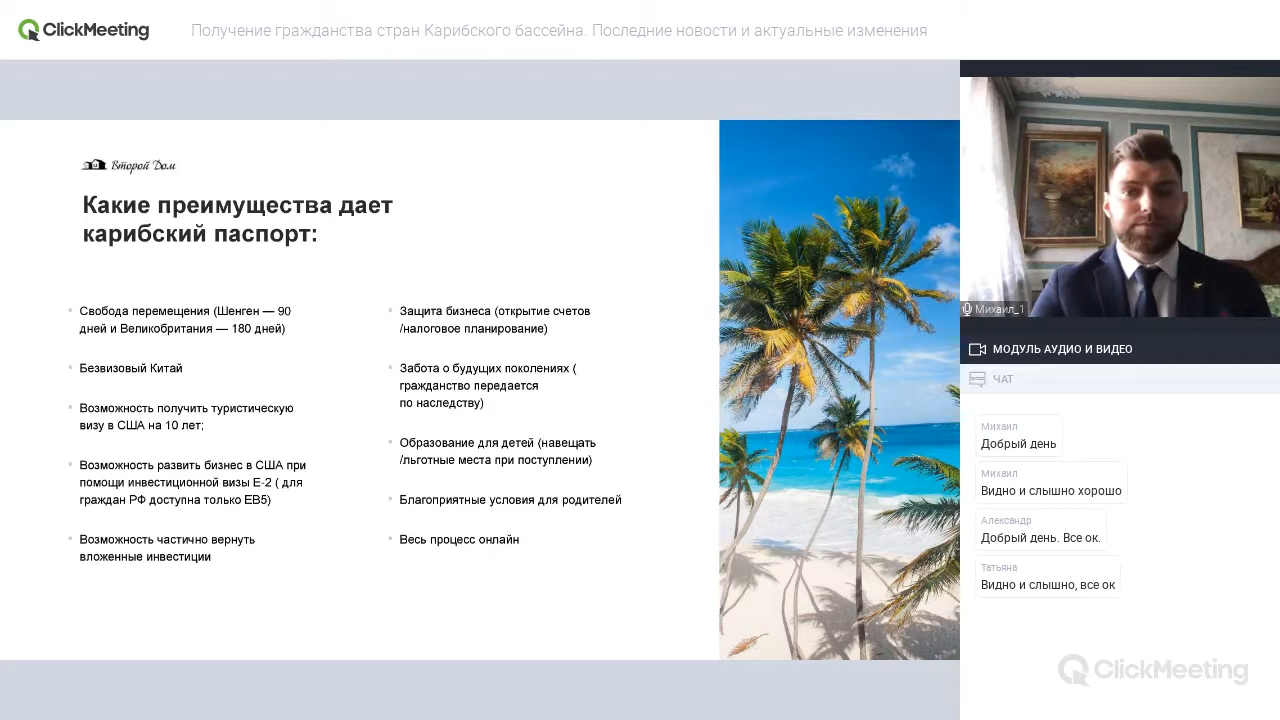 ClickMeeting
Получение гражданства стран Карибского бассейна. Последние новости и актуальные изменения
Второй Дом
Какие преимущества дает
карибский паспорт:
Свобода перемещения (Шенген — 90
дней и Великобритания — 180 дней)
Безвизовый Китай
Возможность получить туристическую
визу в США на 10 лет;
Возможность развить бизнес в США при
помощи инвестиционной визы E-2 ( для
граждан РФ доступна только EB5)
Возможность частично вернуть
вложенные инвестиции
Защита бизнеса (открытие счетов
/налоговое планирование)
Забота о будущих поколениях (
гражданство передается
по наследству)
Образование для детей (навещать
/льготные места при поступлении)
Благоприятные условия для родителей
Весь процесс онлайн
Михаил_1
МОДУЛЬ АУДИО И ВИДЕО
ЧАТ
Михаил
Добрый день
Михаил
Видно и слышно хорошо
Александр
Добрый день. Все ок.
Татьяна
Видно и слышно, все ок
ClickMeeting